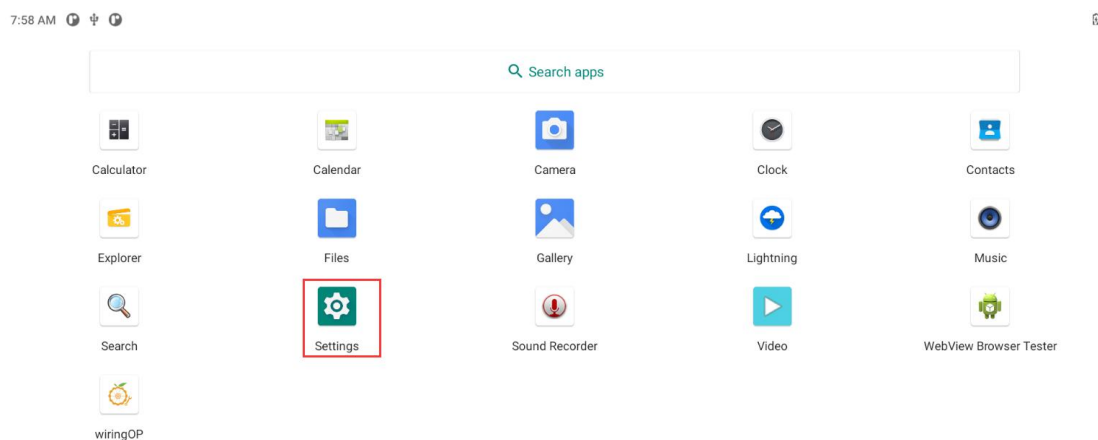 7:58 AM
Search apps
Calculator
Calendar
Camera
Clock
Contacts
Explorer
Files
Gallery
Lightning
Music
Search
Settings
Sound Recorder
Video
WebView Browser Tester
wiringOP